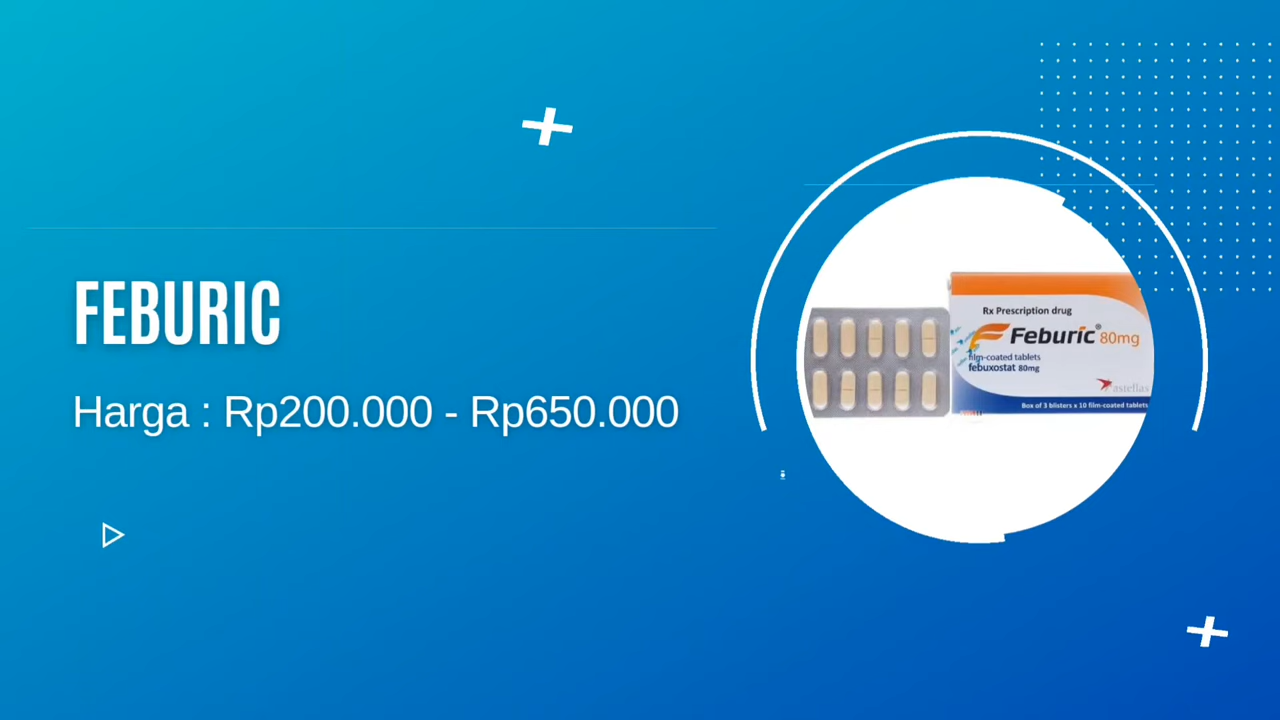 FEBURIC
Harga : Rp200.000 - Rp650.000
Rx Prescription drug
Feburic® 80mg
film-coated tablets
febuxostat 80mg
astellas
Box of 3 blisters x 10 film-coated tablets